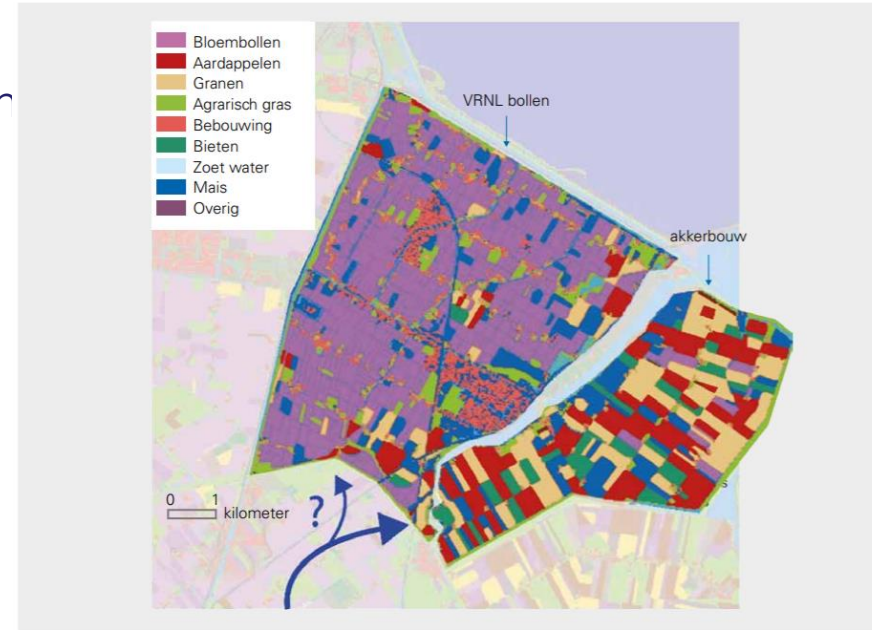 Bloembollen
Aardappelen
Granen
Agrarisch gras
Bebouwing
Bieten
Zoet water
Mais
Overig
VRNL bollen
akkerbouw
0 1
kilometer
?